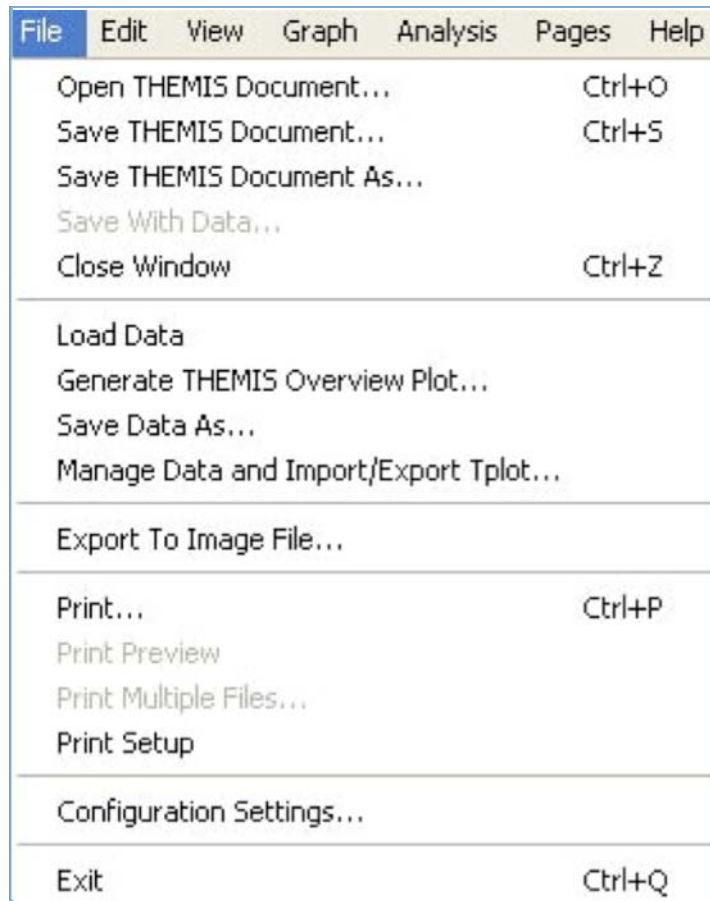 File Edit View Graph Analysis Pages Help
Open THEMIS Document... Ctrl+O
Save THEMIS Document... Ctrl+S
Save THEMIS Document As...
Save With Data...
Close Window Ctrl+Z
Load Data
Generate THEMIS Overview Plot...
Save Data As...
Manage Data and Import/Export Tplot...
Export To Image File...
Print... Ctrl+P
Print Preview
Print Multiple Files...
Print Setup
Configuration Settings...
Exit Ctrl+Q